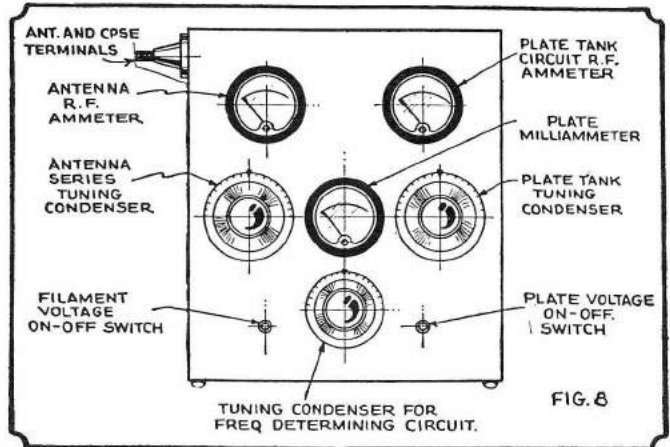 ANT. AND CPSE
TERMINALS
ANTENNA
R.F.
AMMETER
ANTENNA
SERIES
TUNING
CONDENSER
FILAMENT
VOLTAGE
ON-OFF SWITCH
PLATE TANK
CIRCUIT R.F.
AMMETER
PLATE
MILLIAMMETER
PLATE TANK
TUNING
CONDENSER
PLATE VOLTAGE
ON-OFF.
SWITCH
TUNING CONDENSER FOR
FREQ DETERMINING CIRCUIT.
FIG. 8